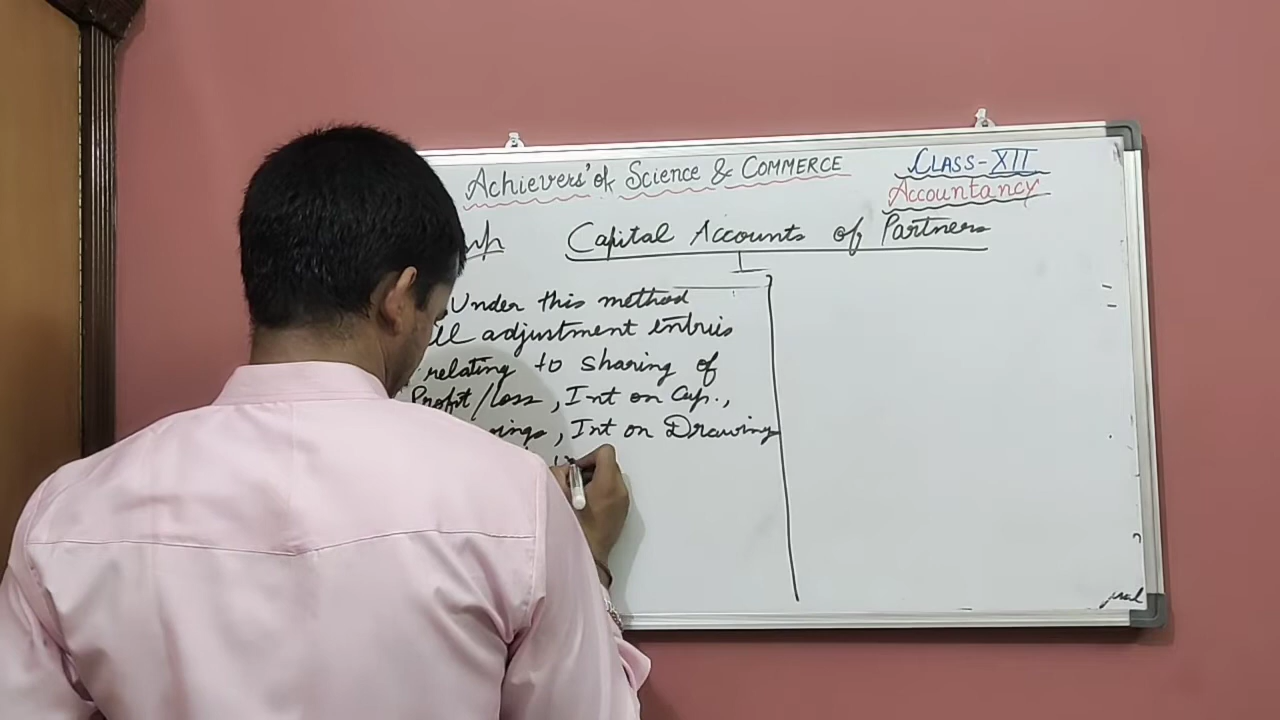 Achievers' of Science & COMMERCE
CLASS-XII
Accountancy
Capital Accounts of Partners
Under this method
adjustment entries
relating to sharing of
Profit/loss, Int on Cap.,
, Int on Drawing